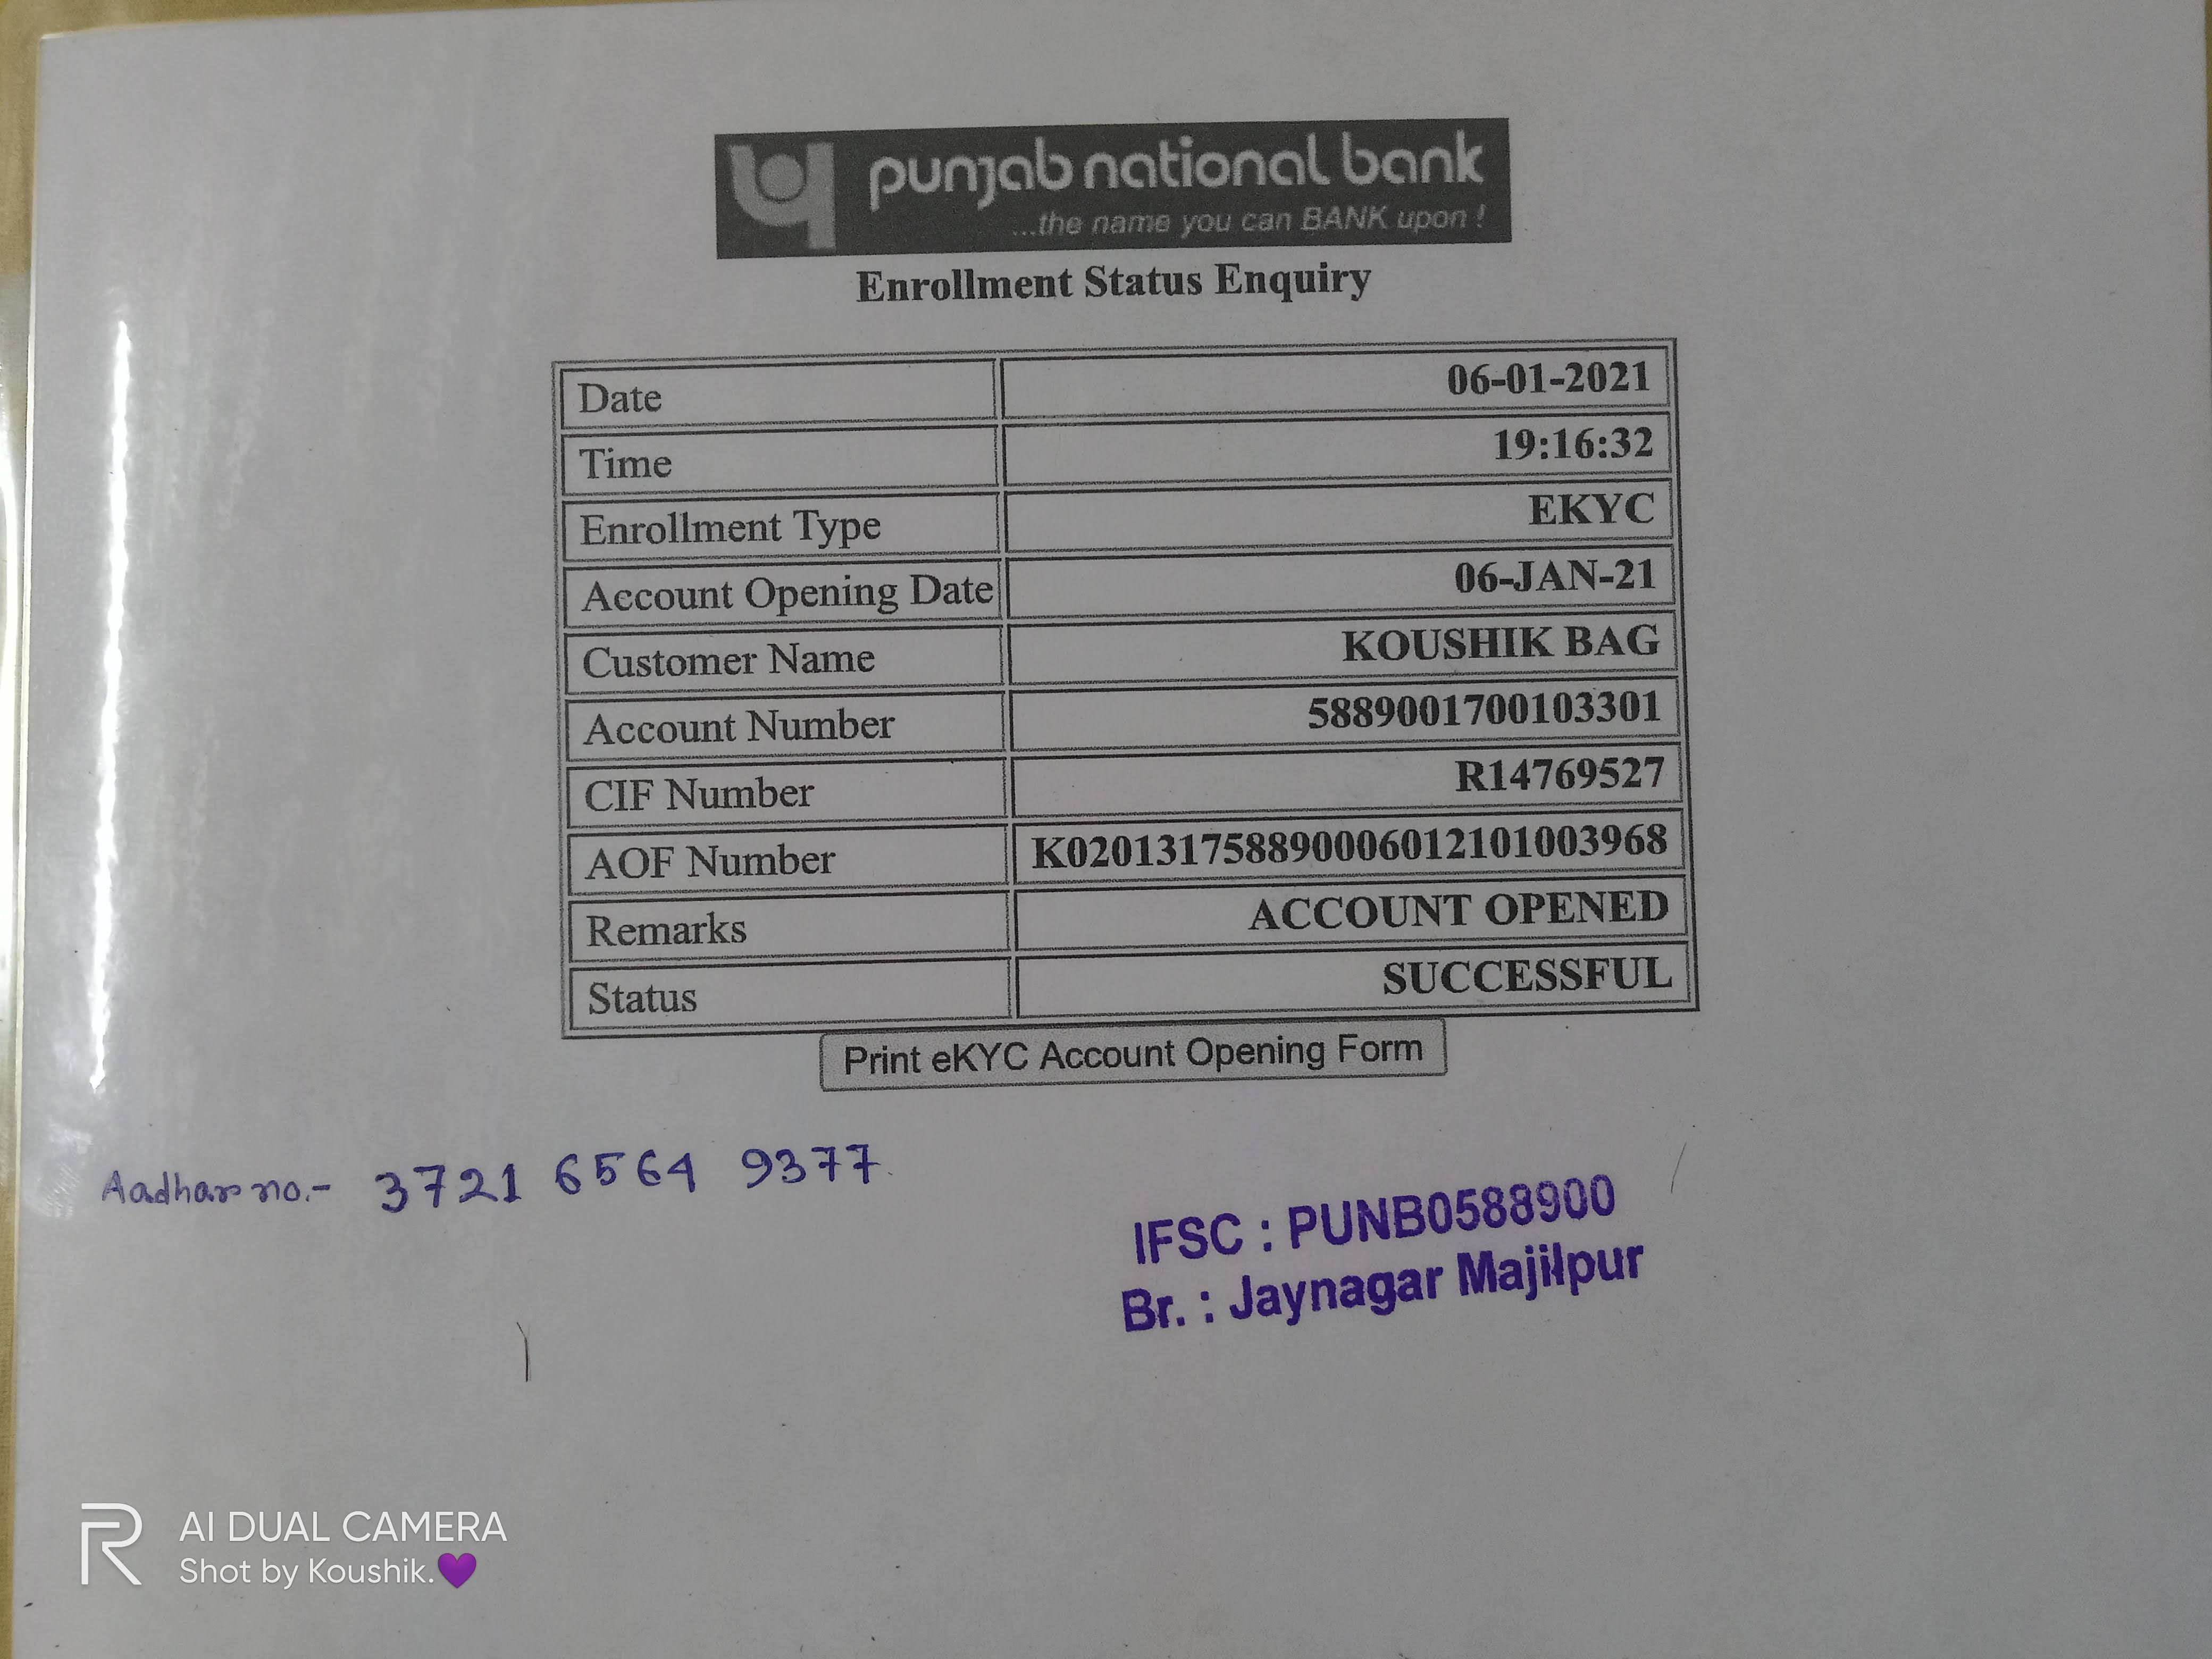 punjab national bank
...the name you can BANK upon !
Enrollment Status Enquiry
Date 06-01-2021
Time 19:16:32
Enrollment Type EKYC
Account Opening Date 06-JAN-21
Customer Name KOUSHIK BAG
Account Number 5889001700103301
CIF Number R14769527
AOF Number K0201317588900060121010​03968
Remarks ACCOUNT OPENED
Status SUCCESSFUL
Print eKYC Account Opening Form
Aadhar no.- 3721 6564 9377
IFSC : PUNB0588900
Br. : Jaynagar Majilpur
AI DUAL CAMERA
Shot by Koushik.💜